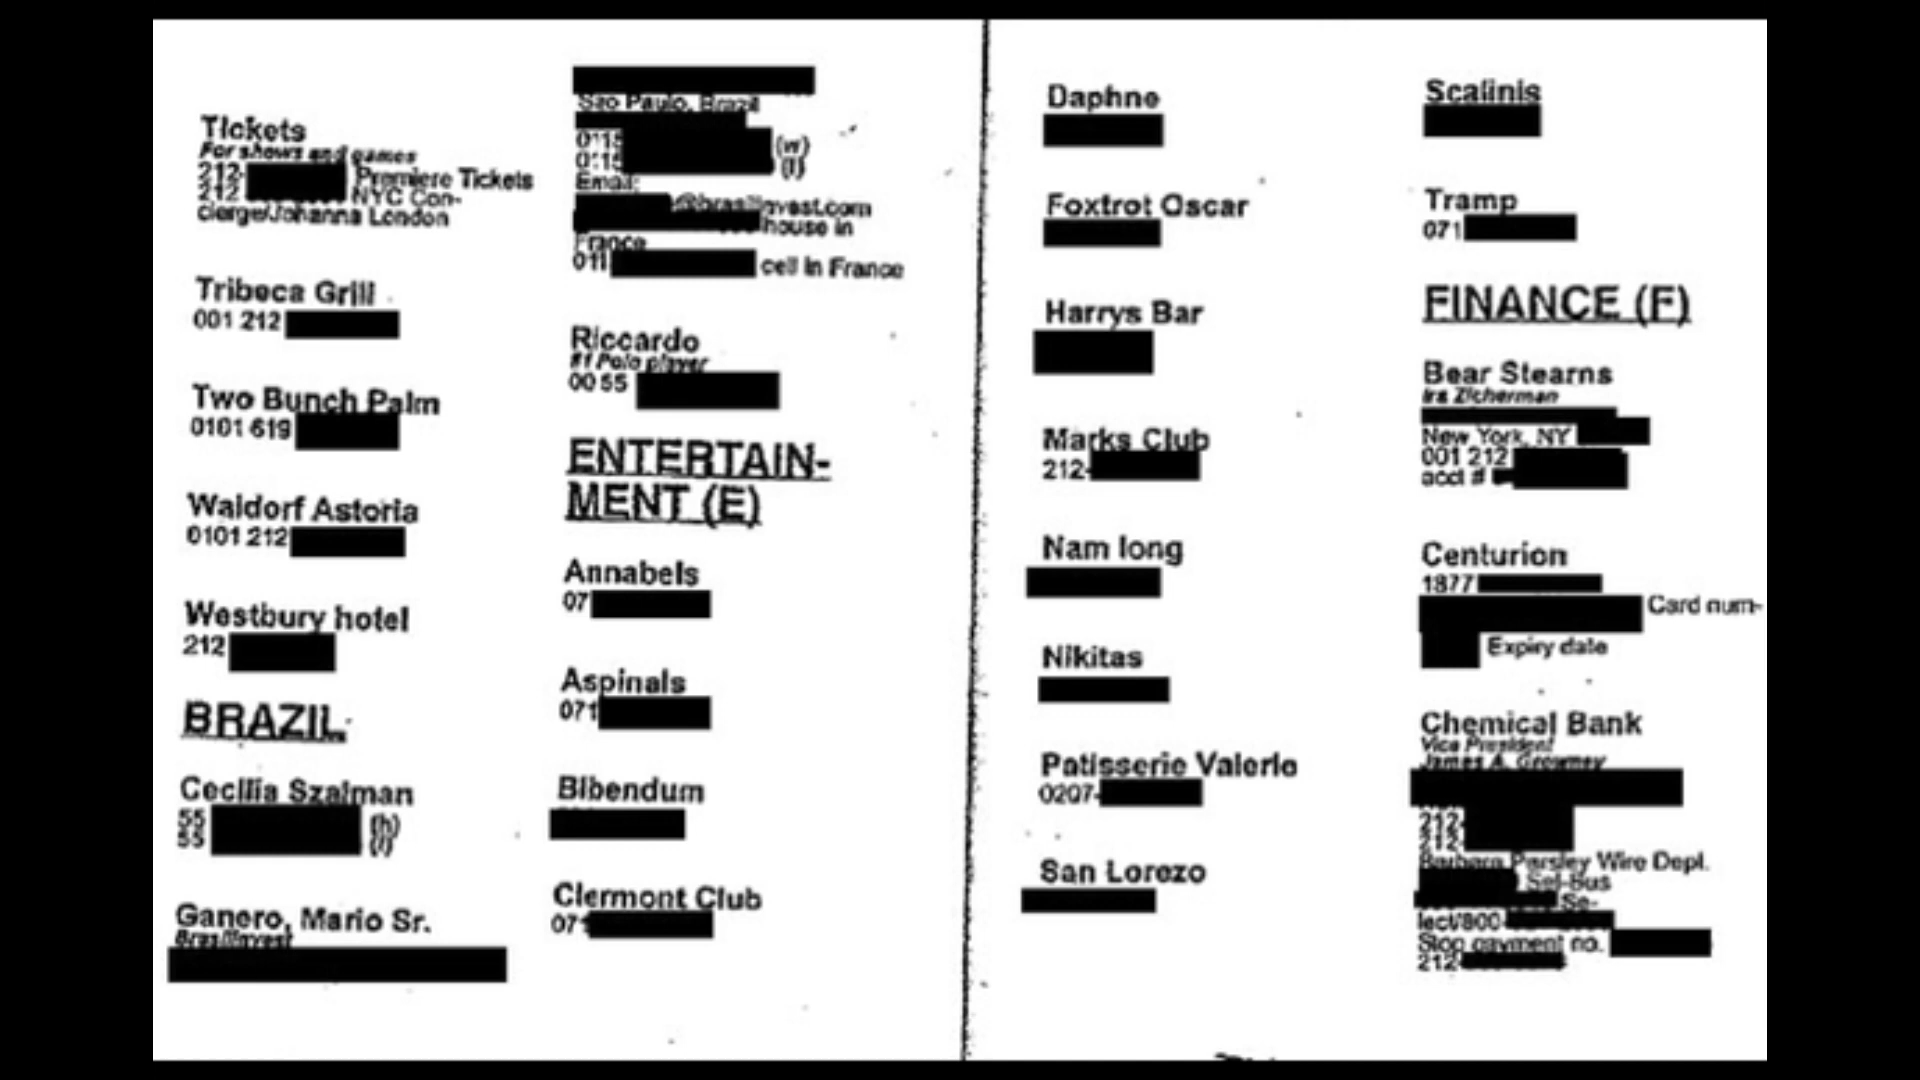 Tickets
For shows and games
212- Premiere Tickets
212 NYC Con-
cierge/Johanna London
Tribeca Grill
001 212
Two Bunch Palm
0101 619
Waldorf Astoria
0101 212
Westbury hotel
212
BRAZIL
Cecilia Szajman
55 (h)
55 (f)
Ganero, Mario Sr.
Brasilinvest
Sao Paulo, Brazil
0115 (w)
0115 (f)
Email:
@brasilinvest.com
house in
France
011 cell in France
Riccardo
#1 Polo player
00 55
ENTERTAIN-
MENT (E)
Annabels
07
Aspinals
071
Bibendum
Clermont Club
071
Daphne
Foxtrot Oscar
Harrys Bar
Marks Club
212-
Nam long
Nikitas
Patisserie Valerie
0207-
San Lorezo
Scalinis
Tramp
071
FINANCE (F)
Bear Stearns
Ira Zicherman
New York, NY
001 212
acct #
Centurion
1877
Card num-
Expiry date
Chemical Bank
Vice President
James A. Growney
212-
212-
Barbara Parsley Wire Dept.
Sel-Bus
Se-
lect/800-
Stop payment no.
212-